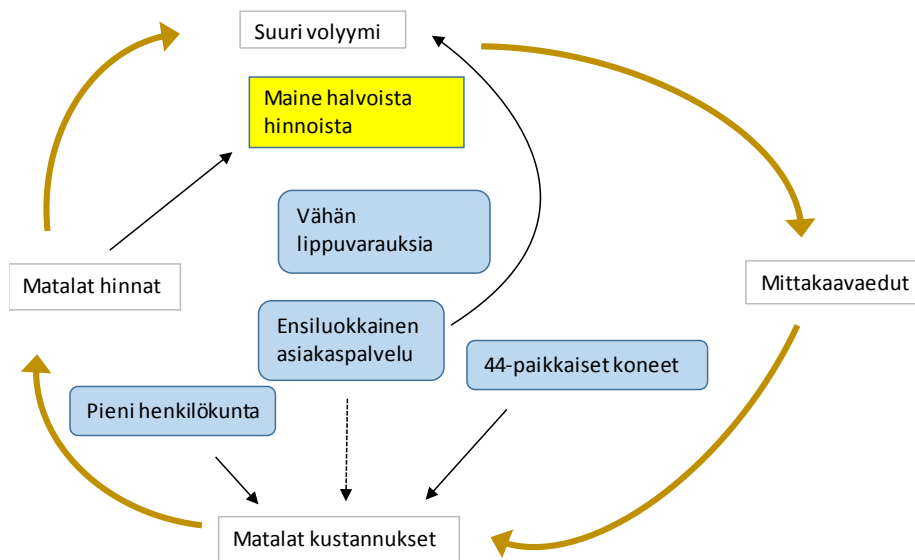 Suuri volyymi
Maine halvoista
hinnoista
Vähän
lippuvarauksia
Matalat hinnat
Mittakaavaedut
Ensiluokkainen
asiakaspalvelu
44-paikkaiset koneet
Pieni henkilökunta
Matalat kustannukset